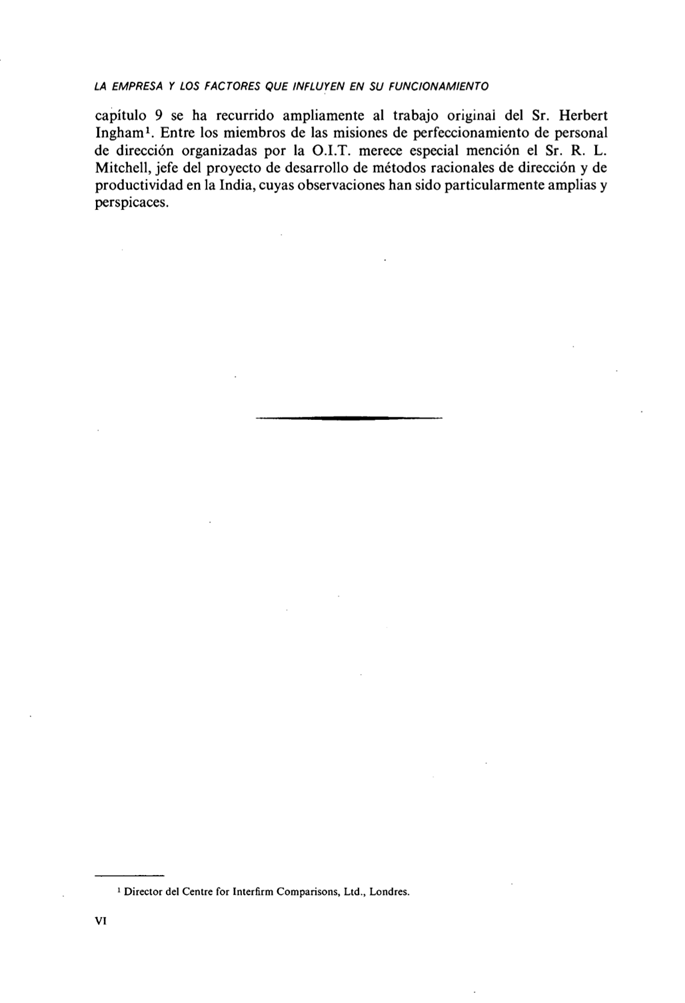 LA EMPRESA Y LOS FACTORES QUE INFLUYEN EN SU FUNCIONAMIENTO
capítulo 9 se ha recurrido ampliamente al trabajo original del Sr. Herbert
Ingham¹. Entre los miembros de las misiones de perfeccionamiento de personal
de dirección organizadas por la O.I.T. merece especial mención el Sr. R. L.
Mitchell, jefe del proyecto de desarrollo de métodos racionales de dirección y de
productividad en la India, cuyas observaciones han sido particularmente amplias y
perspicaces.
¹ Director del Centre for Interfirm Comparisons, Ltd., Londres.
VI